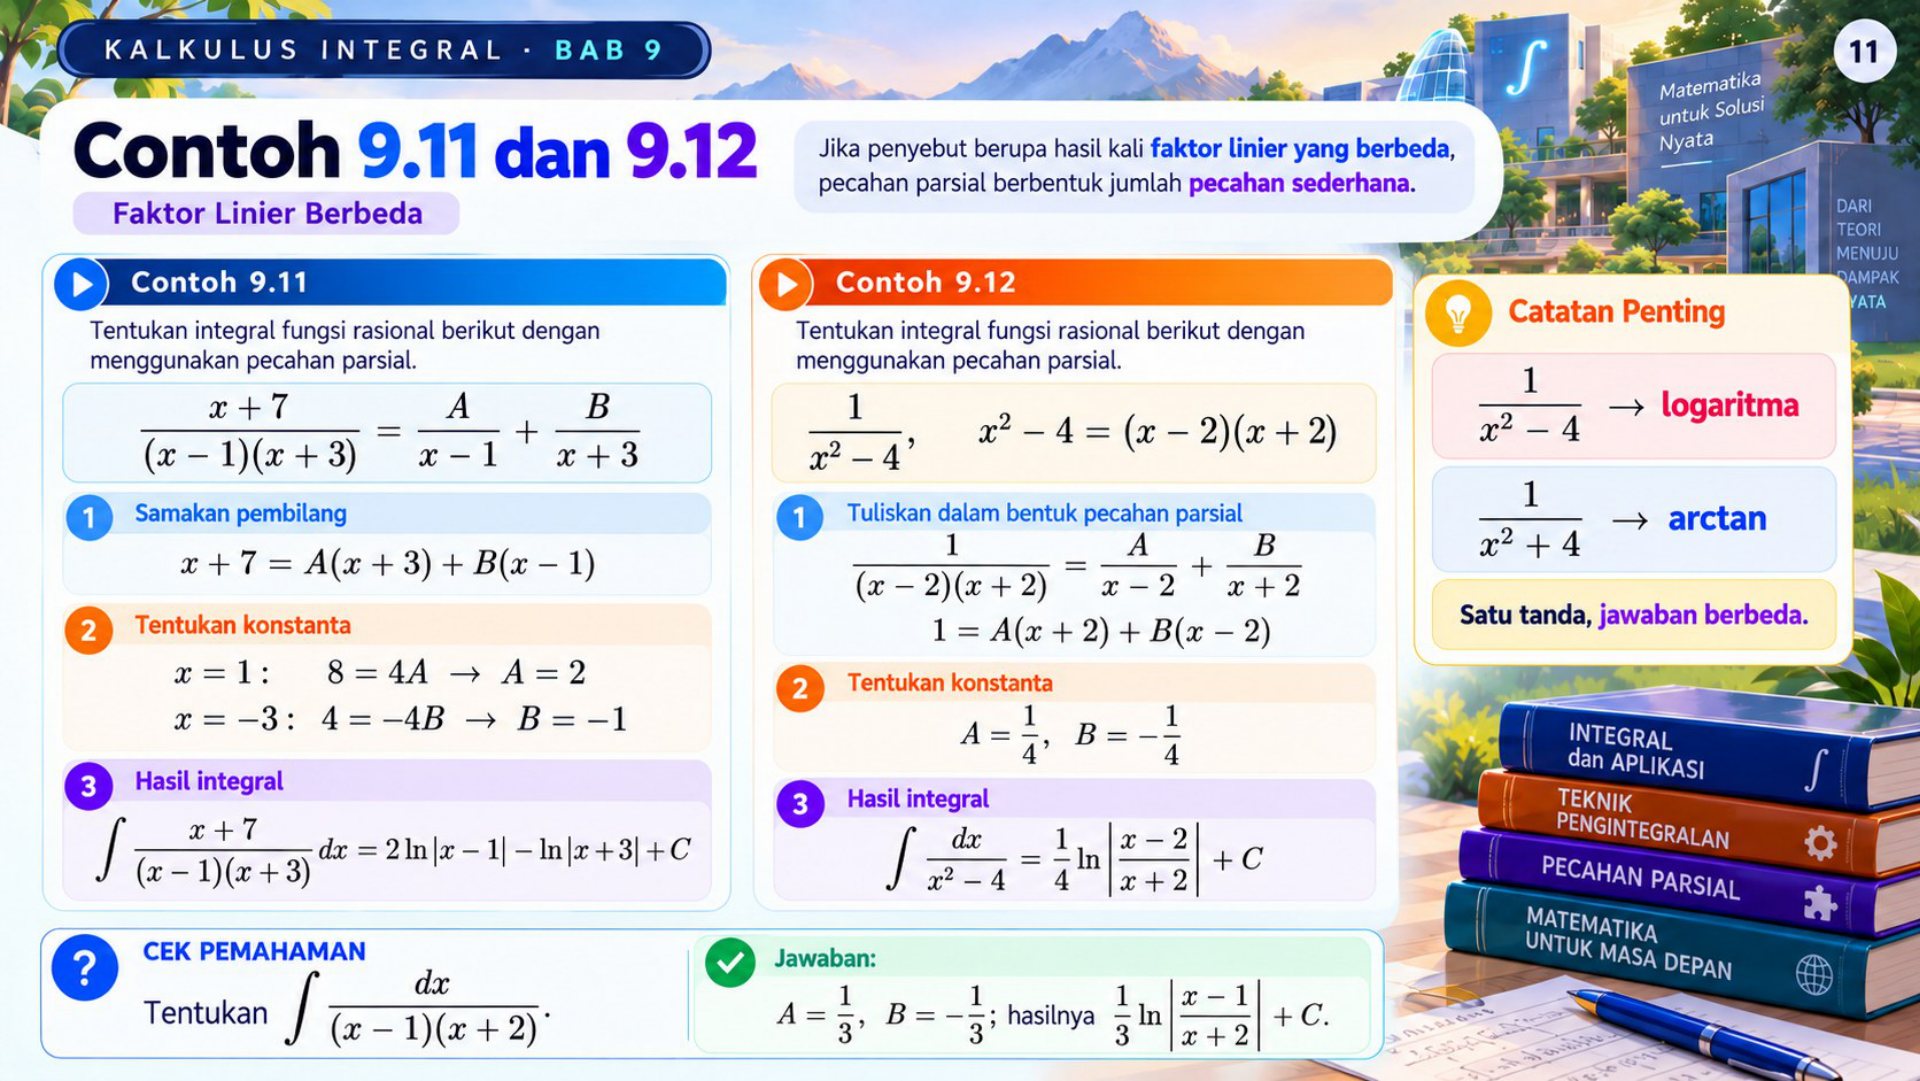 KALKULUS INTEGRAL · BAB 9
11
Matematika
untuk Solusi
Nyata
DARI
TEORI
MENUJU
DAMPAK
YATA
∫
Contoh 9.11 dan 9.12
Faktor Linier Berbeda
Jika penyebut berupa hasil kali faktor linier yang berbeda,
pecahan parsial berbentuk jumlah pecahan sederhana.
Contoh 9.11
Tentukan integral fungsi rasional berikut dengan
menggunakan pecahan parsial.
(x + 7)/((x − 1)(x + 3)) = A/(x − 1) + B/(x + 3)
1 Samakan pembilang
x + 7 = A(x + 3) + B(x − 1)
2 Tentukan konstanta
x = 1 : 8 = 4A → A = 2
x = −3 : 4 = −4B → B = −1
3 Hasil integral
∫ (x + 7)/((x − 1)(x + 3)) dx = 2 ln|x − 1| − ln|x + 3| + C
Contoh 9.12
Tentukan integral fungsi rasional berikut dengan
menggunakan pecahan parsial.
1/(x² − 4), x² − 4 = (x − 2)(x + 2)
1 Tuliskan dalam bentuk pecahan parsial
1/((x − 2)(x + 2)) = A/(x − 2) + B/(x + 2)
1 = A(x + 2) + B(x − 2)
2 Tentukan konstanta
A = 1/4, B = −1/4
3 Hasil integral
∫ dx/(x² − 4) = 1/4 ln|(x − 2)/(x + 2)| + C
Catatan Penting
1/(x² − 4) → logaritma
1/(x² + 4) → arctan
Satu tanda, jawaban berbeda.
INTEGRAL
dan APLIKASI ∫
TEKNIK
PENGINTEGRALAN
PECAHAN PARSIAL
MATEMATIKA
UNTUK MASA DEPAN
? CEK PEMAHAMAN
Tentukan ∫ dx/((x − 1)(x + 2)).
Jawaban:
A = 1/3, B = −1/3; hasilnya 1/3 ln|(x − 1)/(x + 2)| + C.